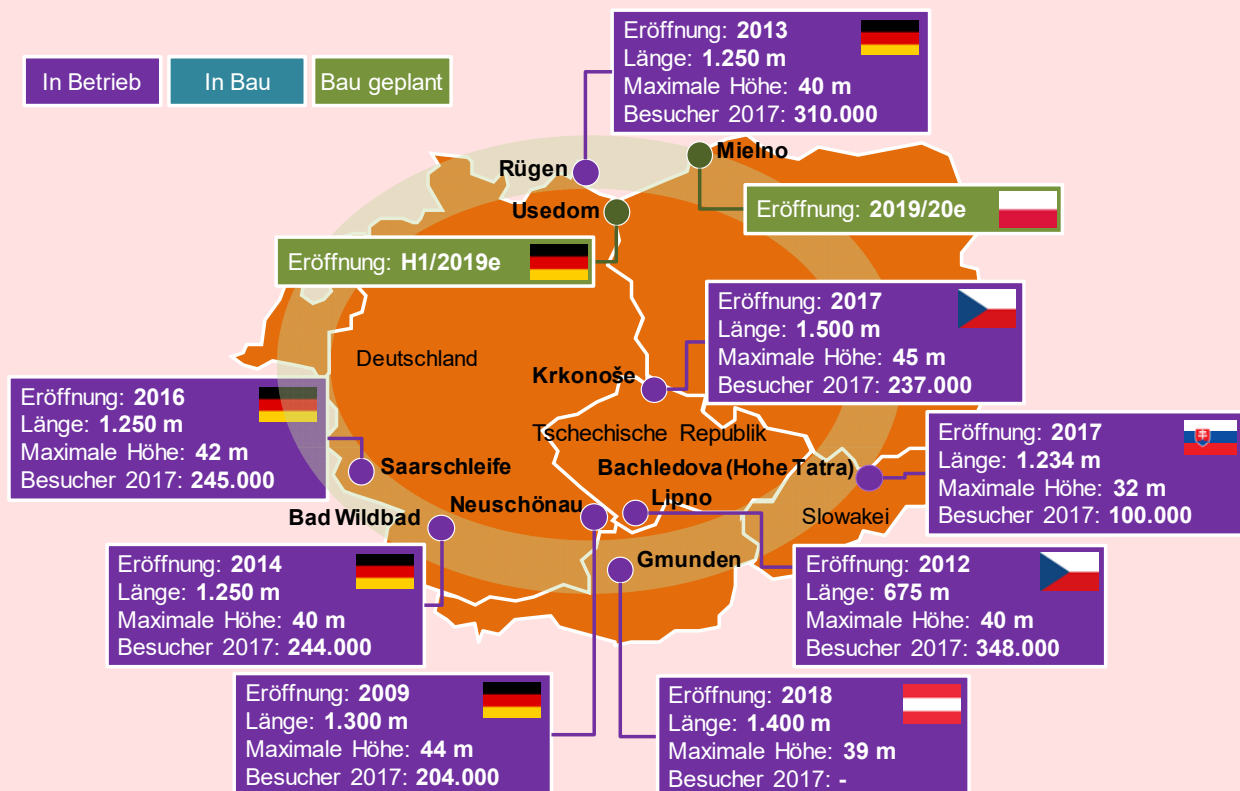 In Betrieb
In Bau
Bau geplant
Eröffnung: 2013
Länge: 1.250 m
Maximale Höhe: 40 m
Besucher 2017: 310.000
Rügen
Mielno
Usedom
Eröffnung: 2019/20e
Eröffnung: H1/2019e
Eröffnung: 2017
Länge: 1.500 m
Maximale Höhe: 45 m
Besucher 2017: 237.000
Deutschland
Krkonoše
Eröffnung: 2016
Länge: 1.250 m
Maximale Höhe: 42 m
Besucher 2017: 245.000
Tschechische Republik
Eröffnung: 2017
Länge: 1.234 m
Maximale Höhe: 32 m
Besucher 2017: 100.000
Saarschleife
Bachledova (Hohe Tatra)
Neuschönau
Lipno
Bad Wildbad
Slowakei
Gmunden
Eröffnung: 2014
Länge: 1.250 m
Maximale Höhe: 40 m
Besucher 2017: 244.000
Eröffnung: 2012
Länge: 675 m
Maximale Höhe: 40 m
Besucher 2017: 348.000
Eröffnung: 2009
Länge: 1.300 m
Maximale Höhe: 44 m
Besucher 2017: 204.000
Eröffnung: 2018
Länge: 1.400 m
Maximale Höhe: 39 m
Besucher 2017: -